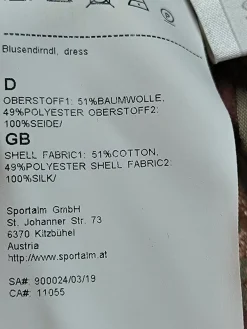 Blusendirndl, dress
D
OBERSTOFF1: 51%BAUMWOLLE,
49%POLYESTER OBERSTOFF2:
100%SEIDE/
GB
SHELL FABRIC1: 51%COTTON,
49%POLYESTER SHELL FABRIC2:
100%SILK/
Sportalm GmbH
St. Johanner Str. 73
6370 Kitzbühel
Austria
http://www.sportalm.at
SA#: 900024/03/19
CA#: 11055